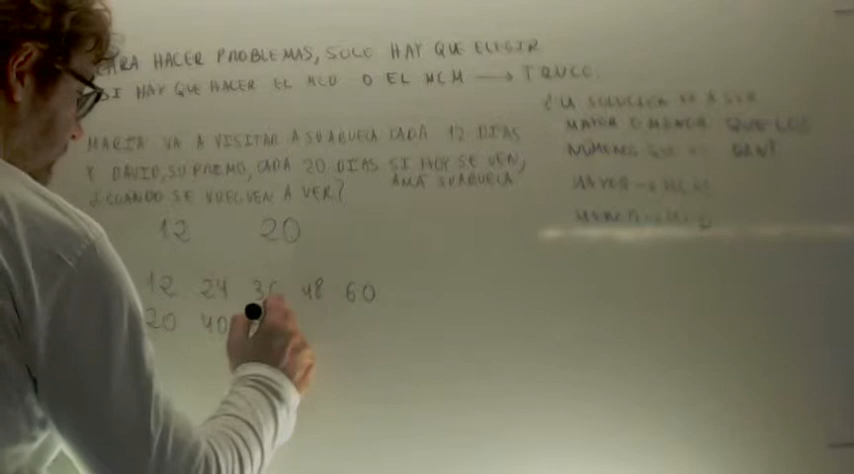 PARA HACER PROBLEMAS, SOLO HAY QUE ELEGIR
SI HAY QUE HACER EL MCD O EL MCM → TRUCO.
MARTA VA A VISITAR A SU ABUELA CADA 12 DIAS
Y DAVID, SU PRIMO, CADA 20 DIAS SI HOY SE VEN,
¿CUANDO SE VUELVEN A VER?
SU ABUELA
12 20
12 24 36 48 60
20 40
¿LA SOLUCION VA A SER
MAYOR O MENOR QUE LOS
NUMEROS QUE
MAYOR